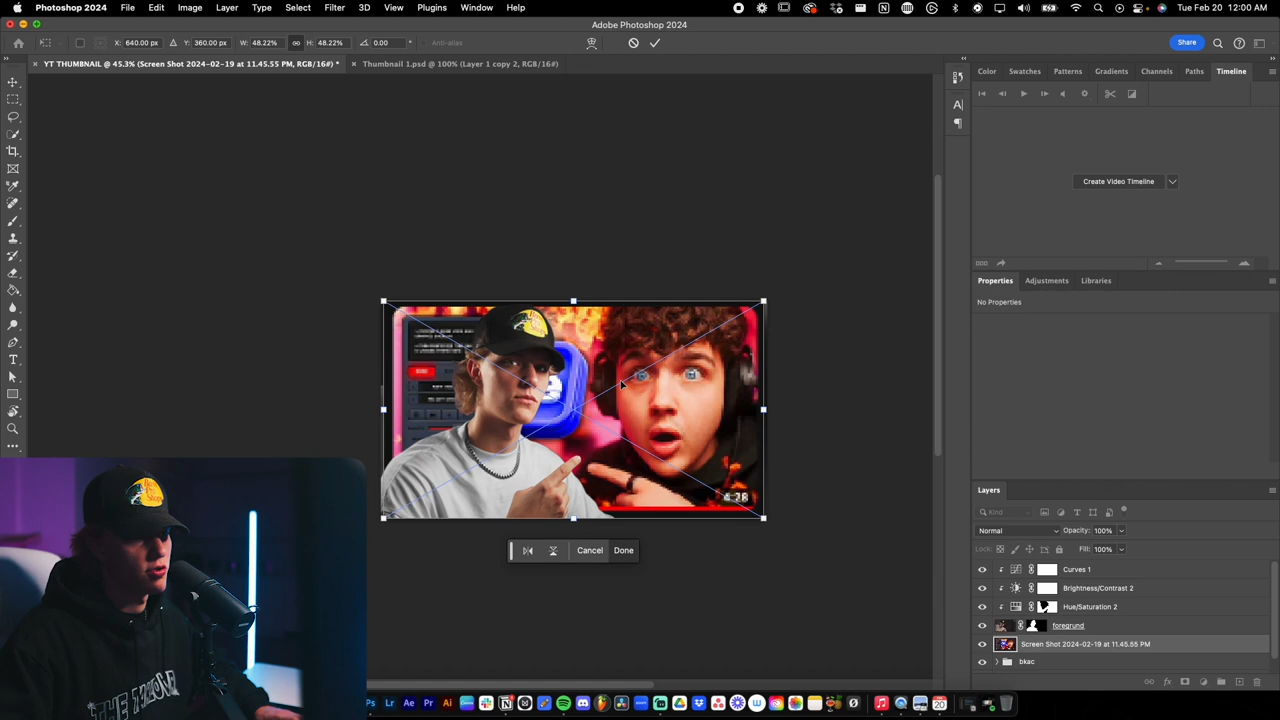 Photoshop 2024 File Edit Image Layer Type Select Filter 3D View Plugins Window Help Tue Feb 20 12:00 AM
Adobe Photoshop 2024
X: 640.00 px Y: 360.00 px W: 48.22% H: 48.22% 0.00 ° Anti-alias Share
YT THUMBNAIL @ 45.3% (Screen Shot 2024-02-19 at 11.45.55 PM, RGB/16#) * Thumbnail 1.psd @ 100% (Layer 1 copy 2, RGB/16#)
Color Swatches Patterns Gradients Channels Paths Timeline
Create Video Timeline
Properties Adjustments Libraries
No Properties
Cancel Done
Layers
Kind
Normal Opacity: 100%
Lock: Fill: 100%
Curves 1
Brightness/Contrast 2
Hue/Saturation 2
foregrund
Screen Shot 2024-02-19 at 11.45.55 PM
bkac